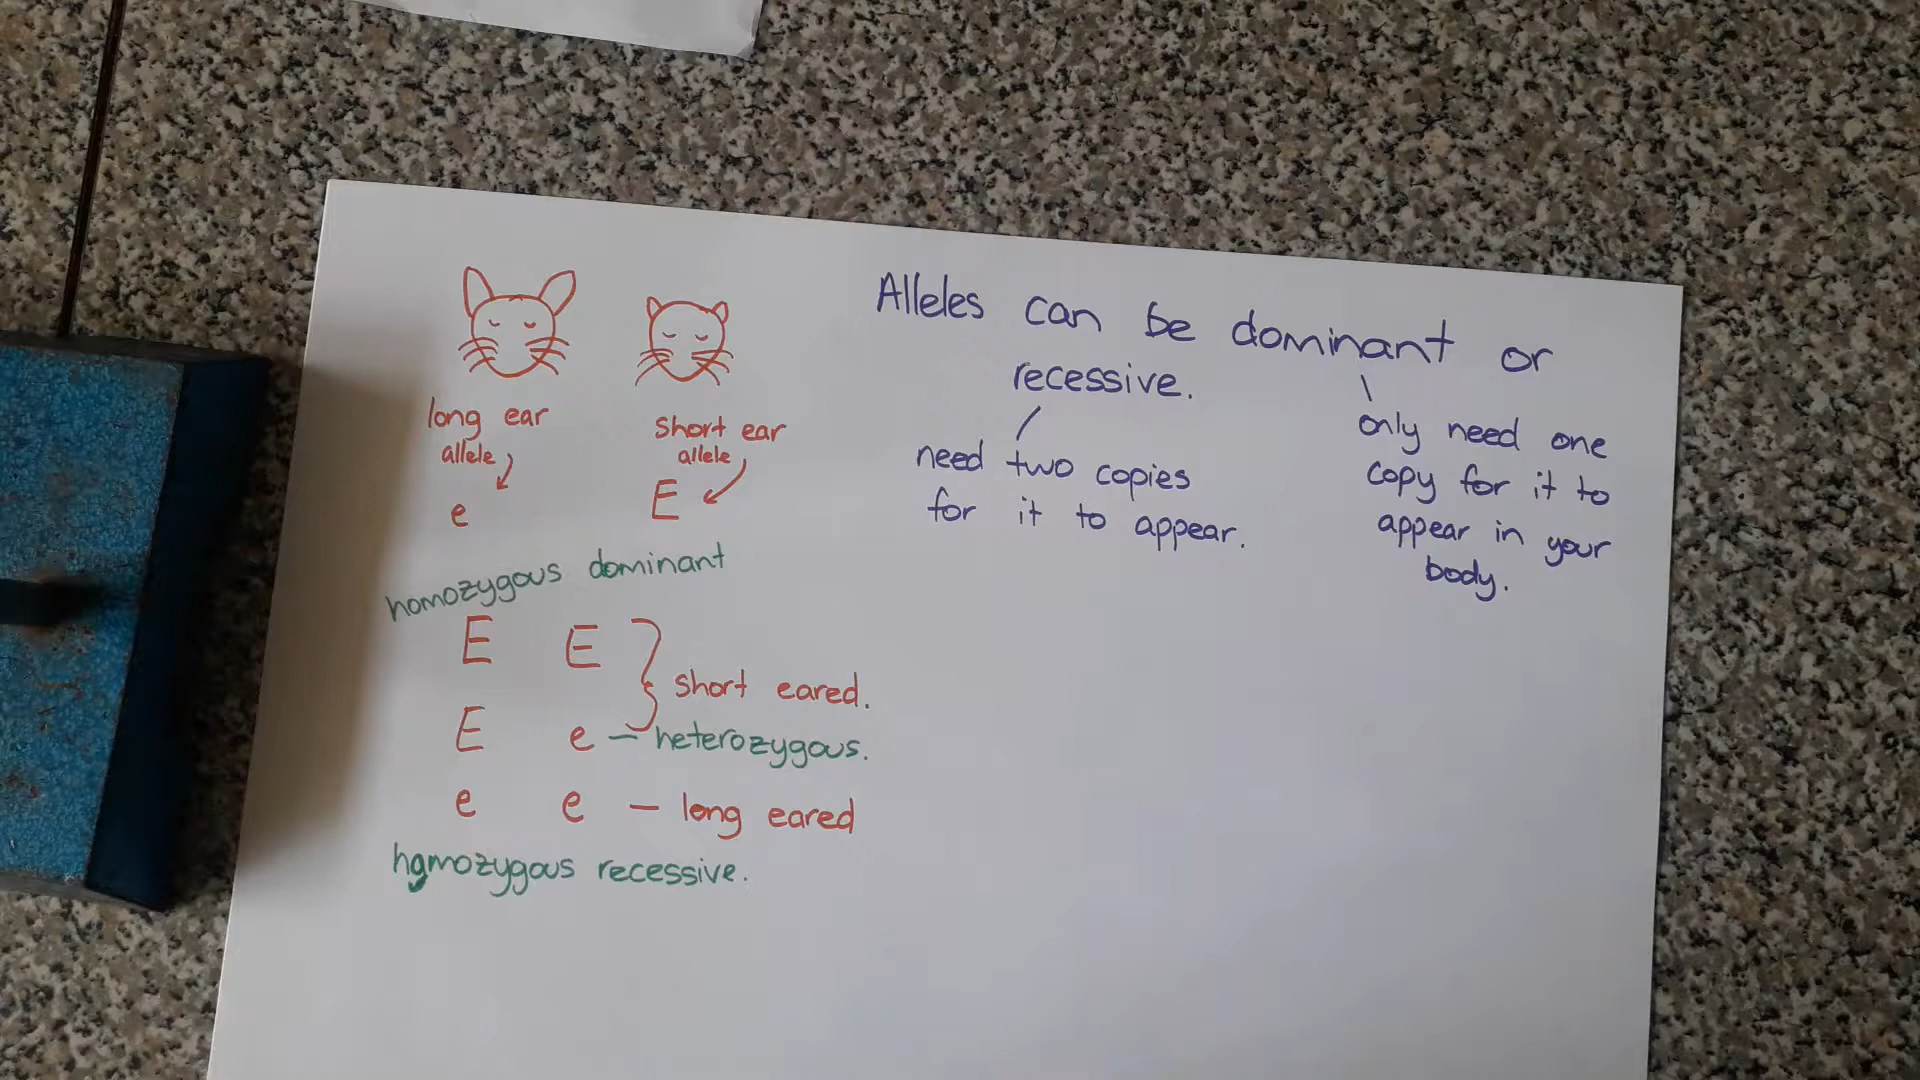 long ear
allele
e
short ear
allele
E
homozygous dominant
E E
short eared.
E e – heterozygous.
e e – long eared
homozygous recessive.
Alleles can be dominant or
recessive.
need two copies
for it to appear.
only need one
copy for it to
appear in your
body.